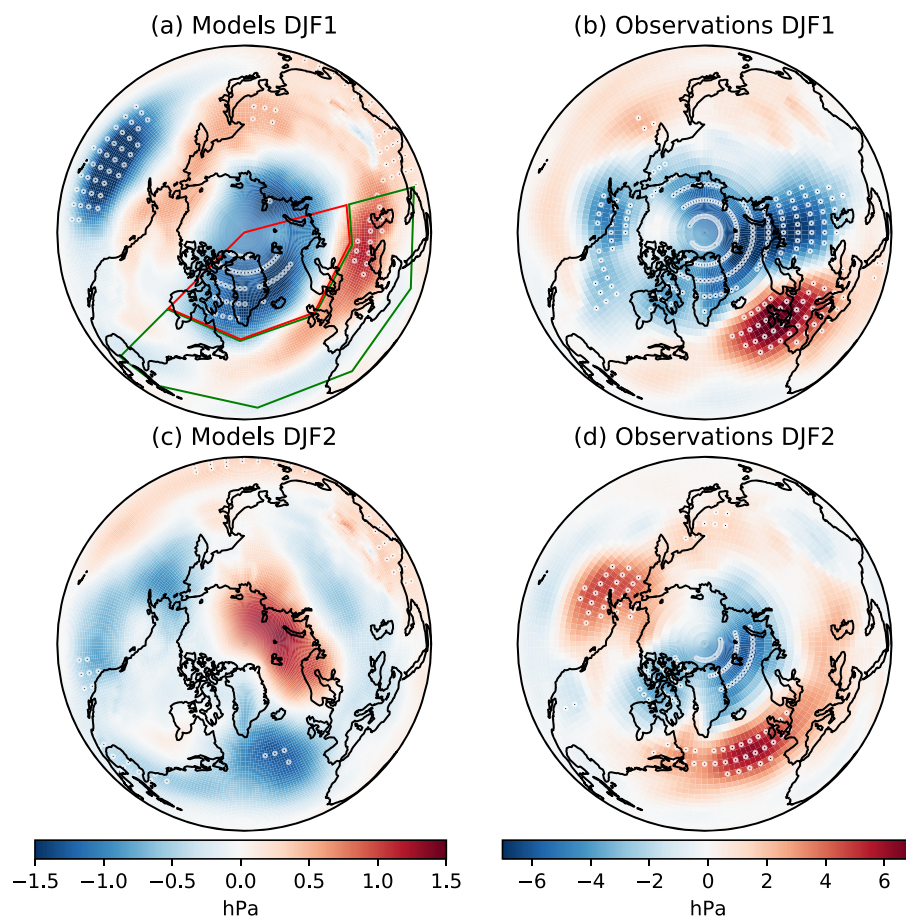 (a) Models DJF1
(b) Observations DJF1
(c) Models DJF2
(d) Observations DJF2
−1.5 −1.0 −0.5 0.0 0.5 1.0 1.5
hPa
−6 −4 −2 0 2 4 6
hPa